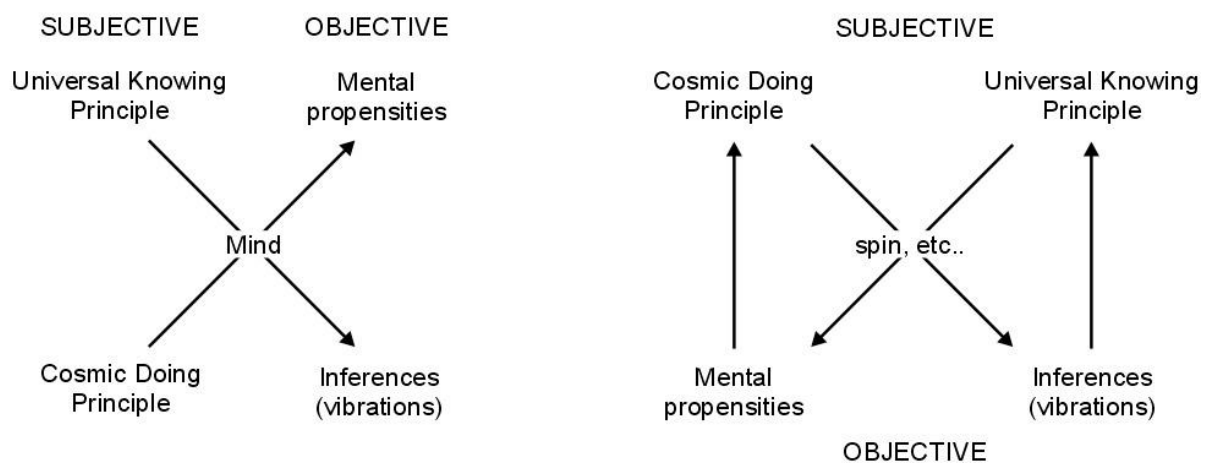 SUBJECTIVE
OBJECTIVE
Universal Knowing
Principle
Mental
propensities
Mind
Cosmic Doing
Principle
Inferences
(vibrations)
SUBJECTIVE
Cosmic Doing
Principle
Universal Knowing
Principle
spin, etc..
Mental
propensities
Inferences
(vibrations)
OBJECTIVE